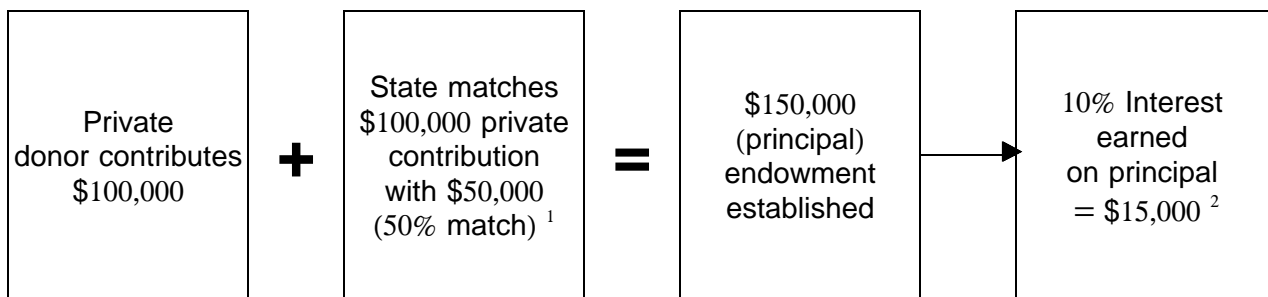 Private
donor contributes
$100,000
+
State matches
$100,000 private
contribution
with $50,000
(50% match) 1
=
$150,000
(principal)
endowment
established
10% Interest
earned
on principal
= $15,000 2